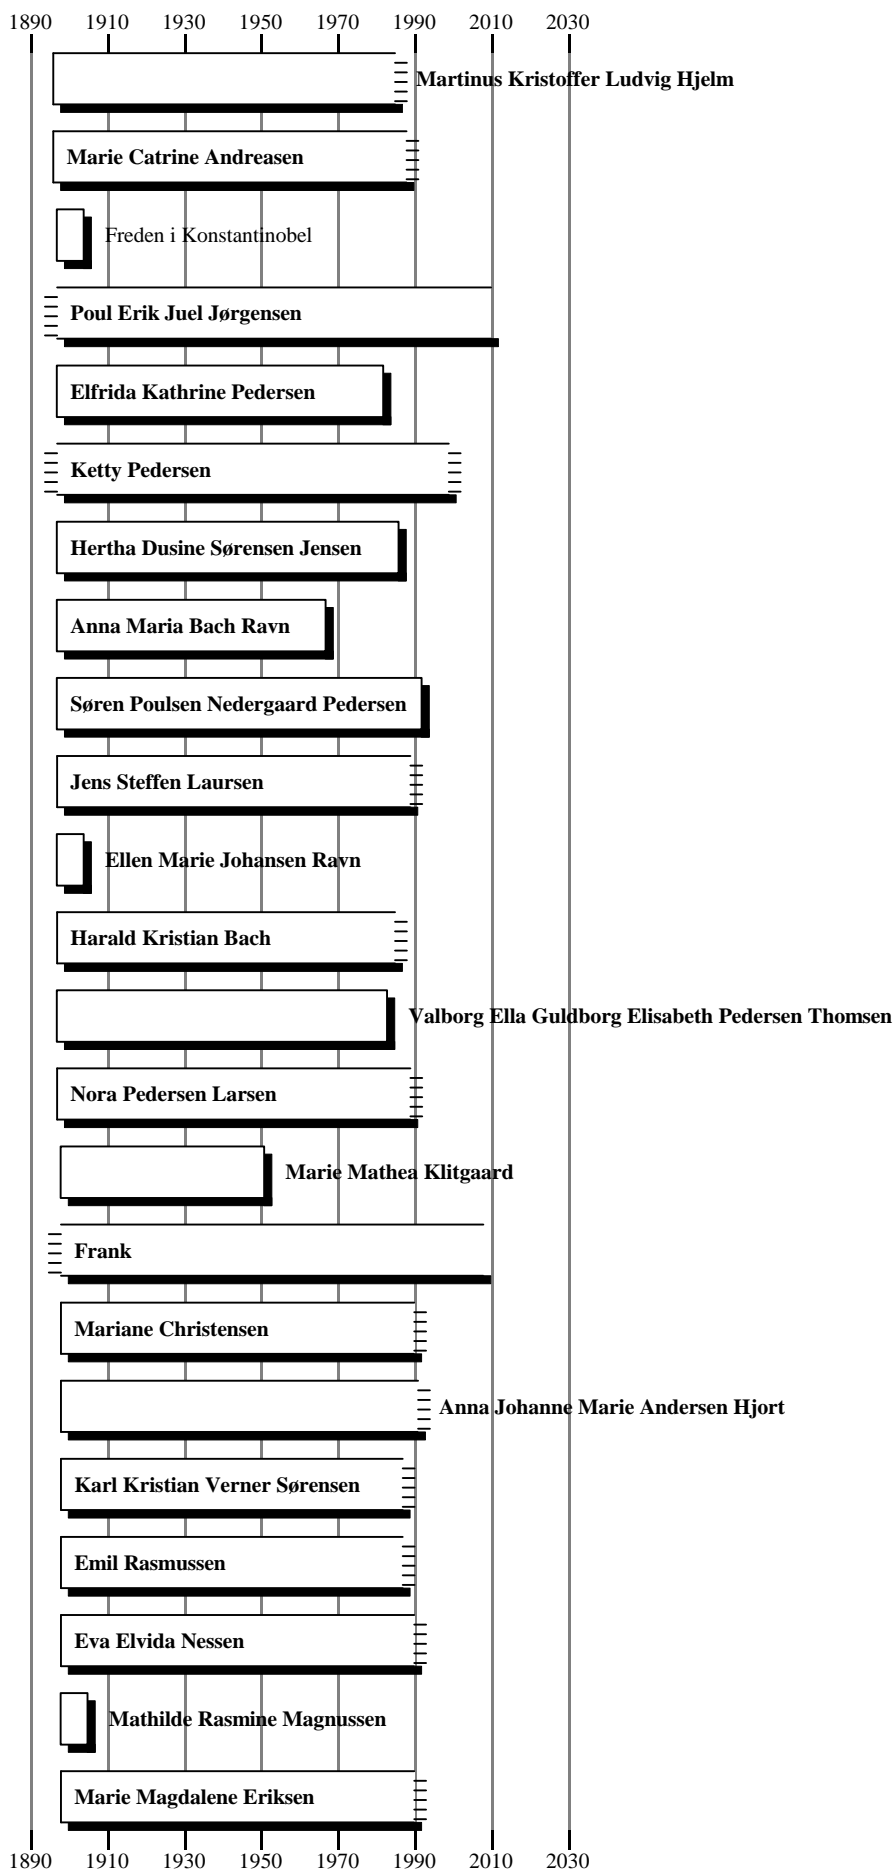 1890 1910 1930 1950 1970 1990 2010 2030
Martinus Kristoffer Ludvig Hjelm
Marie Catrine Andreasen
Freden i Konstantinobel
Poul Erik Juel Jørgensen
Elfrida Kathrine Pedersen
Ketty Pedersen
Hertha Dusine Sørensen Jensen
Anna Maria Bach Ravn
Søren Poulsen Nedergaard Pedersen
Jens Steffen Laursen
Ellen Marie Johansen Ravn
Harald Kristian Bach
Valborg Ella Guldborg Elisabeth Pedersen Thomsen
Nora Pedersen Larsen
Marie Mathea Klitgaard
Frank
Mariane Christensen
Anna Johanne Marie Andersen Hjort
Karl Kristian Verner Sørensen
Emil Rasmussen
Eva Elvida Nessen
Mathilde Rasmine Magnussen
Marie Magdalene Eriksen
1890 1910 1930 1950 1970 1990 2010 2030